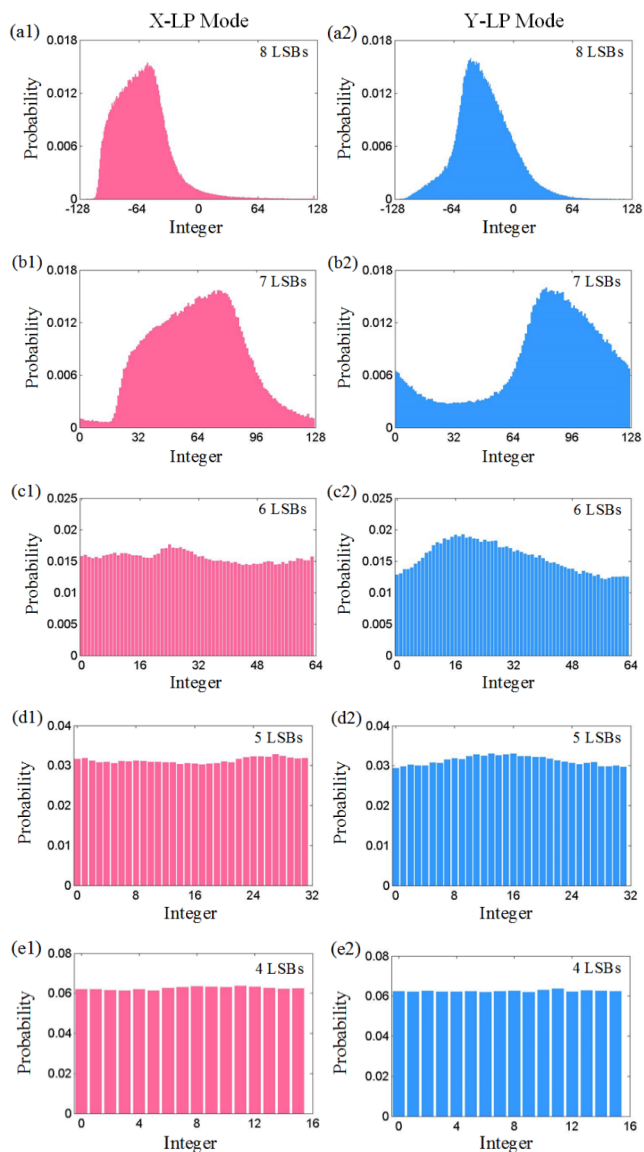 X-LP Mode
Y-LP Mode
(a1)
8 LSBs
Probability
0.018
0.012
0.006
0
-128 -64 0 64 128
Integer
(a2)
8 LSBs
Probability
0.018
0.012
0.006
0
-128 -64 0 64 128
Integer
(b1)
7 LSBs
Probability
0.018
0.012
0.006
0
0 32 64 96 128
Integer
(b2)
7 LSBs
Probability
0.018
0.012
0.006
0
0 32 64 96 128
Integer
(c1)
6 LSBs
Probability
0.025
0.02
0.015
0.01
0.005
0
0 16 32 48 64
Integer
(c2)
6 LSBs
Probability
0.025
0.02
0.015
0.01
0.005
0
0 16 32 48 64
Integer
(d1)
5 LSBs
Probability
0.04
0.03
0.02
0.01
0
0 8 16 24 32
Integer
(d2)
5 LSBs
Probability
0.04
0.03
0.02
0.01
0
0 8 16 24 32
Integer
(e1)
4 LSBs
Probability
0.08
0.06
0.04
0.02
0
0 4 8 12 16
Integer
(e2)
4 LSBs
Probability
0.08
0.06
0.04
0.02
0
0 4 8 12 16
Integer